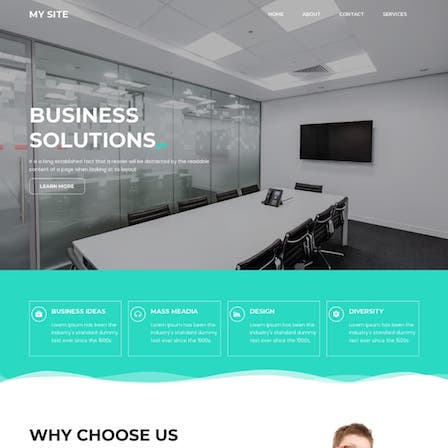 MY SITE
HOME ABOUT CONTACT SERVICES
BUSINESS
SOLUTIONS
It is a long established fact that a reader will be distracted by the readable
content of a page when looking at its layout.
LEARN MORE
BUSINESS IDEAS
Lorem Ipsum has been the
industry's standard dummy
text ever since the 1500s,
MASS MEADIA
Lorem Ipsum has been the
industry's standard dummy
text ever since the 1500s,
DESIGN
Lorem Ipsum has been the
industry's standard dummy
text ever since the 1500s,
DIVERSITY
Lorem Ipsum has been the
industry's standard dummy
text ever since the 1500s,
WHY CHOOSE US